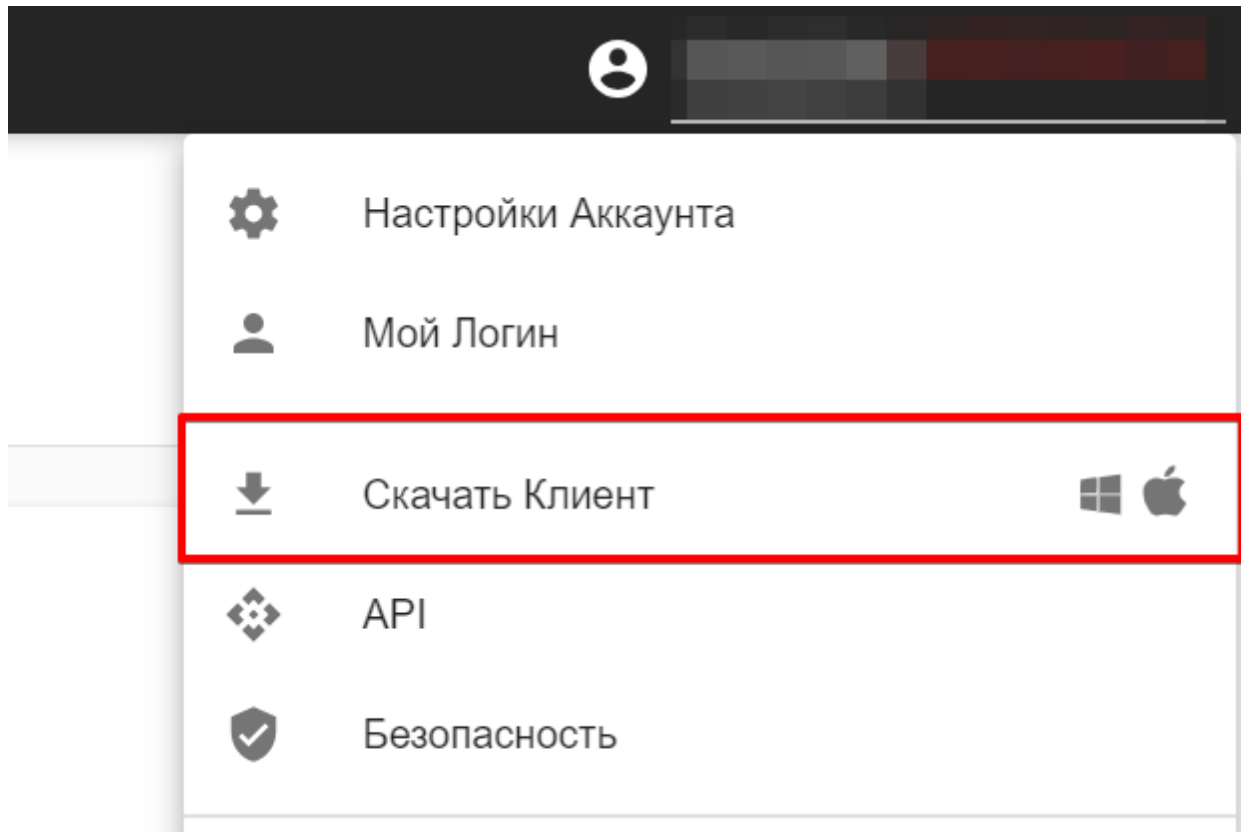 Настройки Аккаунта
Мой Логин
Скачать Клиент
API
Безопасность